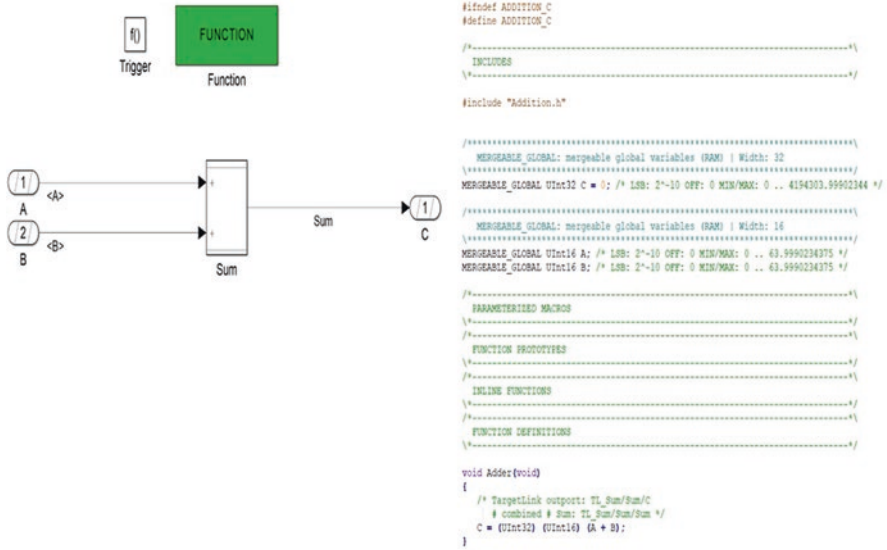 f()
Trigger
FUNCTION
Function
1
A
<A>
2
B
<B>
+
+
Sum
Sum
1
C
#ifndef ADDITION_C
#define ADDITION_C
/*------------------------------------------------------------------------*\
INCLUDES
\*------------------------------------------------------------------------*/
#include "Addition.h"
/**************************************************************************\
MERGEABLE_GLOBAL: mergeable global variables (RAM) | Width: 32
\**************************************************************************/
MERGEABLE_GLOBAL UInt32 C = 0; /* LSB: 2^-10 OFF: 0 MIN/MAX: 0 .. 4194303.99902344 */
/**************************************************************************\
MERGEABLE_GLOBAL: mergeable global variables (RAM) | Width: 16
\**************************************************************************/
MERGEABLE_GLOBAL UInt16 A; /* LSB: 2^-10 OFF: 0 MIN/MAX: 0 .. 63.9990234375 */
MERGEABLE_GLOBAL UInt16 B; /* LSB: 2^-10 OFF: 0 MIN/MAX: 0 .. 63.9990234375 */
/*------------------------------------------------------------------------*\
PARAMETERIZED MACROS
\*------------------------------------------------------------------------*/
/*------------------------------------------------------------------------*\
FUNCTION PROTOTYPES
\*------------------------------------------------------------------------*/
/*------------------------------------------------------------------------*\
INLINE FUNCTIONS
\*------------------------------------------------------------------------*/
/*------------------------------------------------------------------------*\
FUNCTION DEFINITIONS
\*------------------------------------------------------------------------*/
void Adder(void)
{
/* TargetLink outport: TL_Sum/Sum/C
# combined # Sum: TL_Sum/Sum/Sum */
C = (UInt32) (UInt16) (A + B);
}